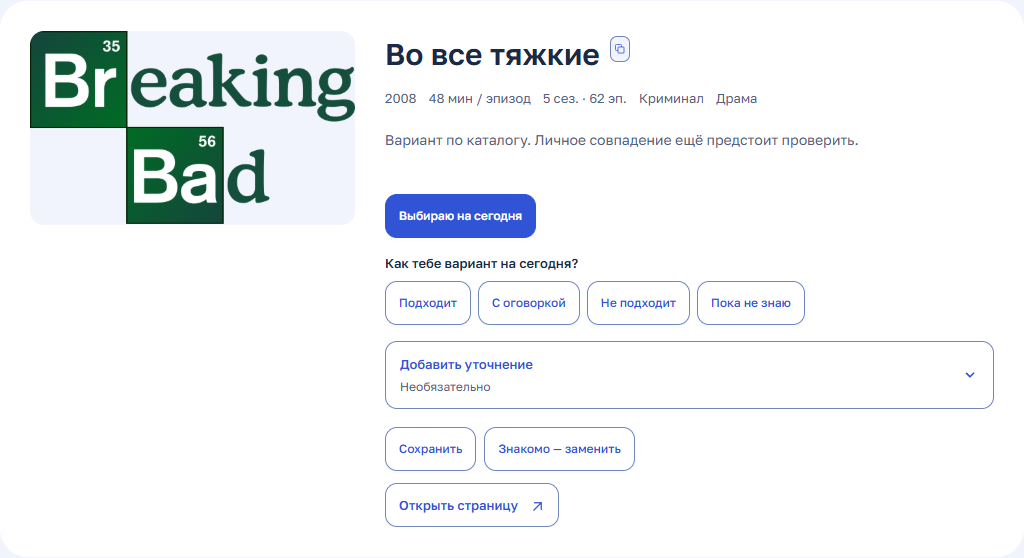 35
Breaking
56
Bad
Во все тяжкие
2008 48 мин / эпизод 5 сез. · 62 эп. Криминал Драма
Вариант по каталогу. Личное совпадение ещё предстоит проверить.
Выбираю на сегодня
Как тебе вариант на сегодня?
Подходит С оговоркой Не подходит Пока не знаю
Добавить уточнение
Необязательно
Сохранить Знакомо — заменить
Открыть страницу